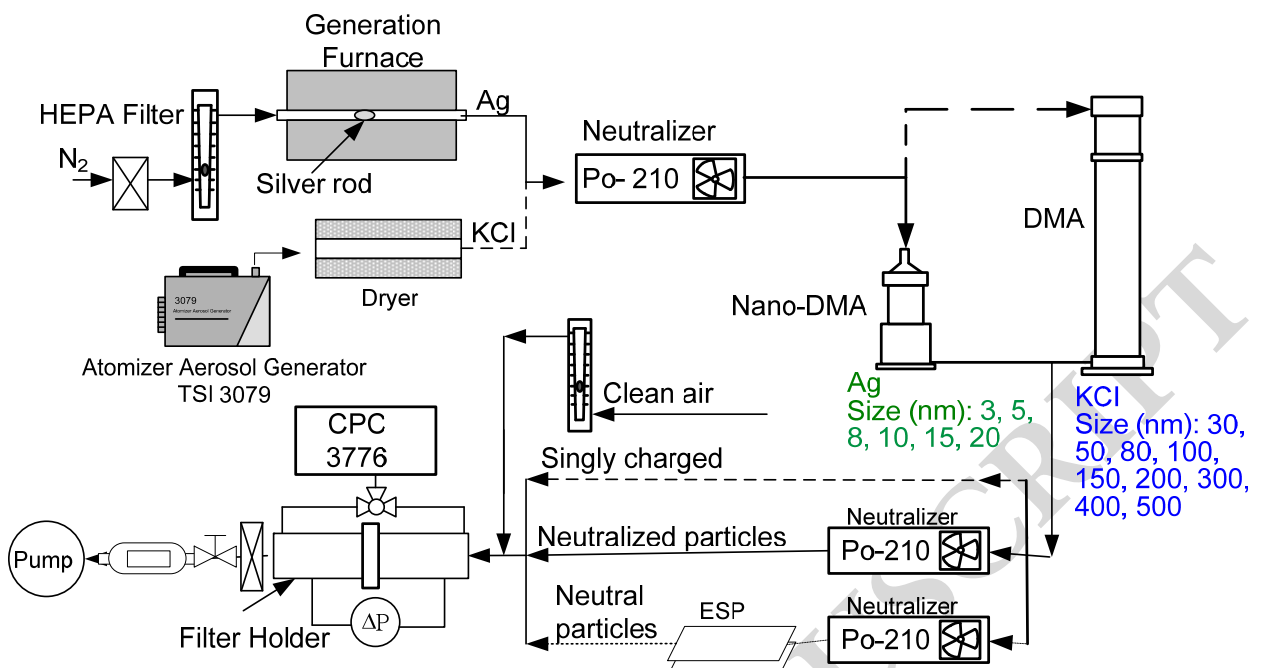 Generation
Furnace
HEPA Filter
Ag
N2
Silver rod
Neutralizer
Po- 210
KCl
DMA
3079
Atomizer Aerosol Generator
Dryer
Nano-DMA
Atomizer Aerosol Generator
TSI 3079
Clean air
Ag
Size (nm): 3, 5,
8, 10, 15, 20
KCl
Size (nm): 30,
50, 80, 100,
150, 200, 300,
400, 500
CPC
3776
Singly charged
Neutralizer
Po-210
Neutralized particles
Pump
Neutral
particles
ESP
Neutralizer
Po-210
ΔP
Filter Holder
USCRIPT